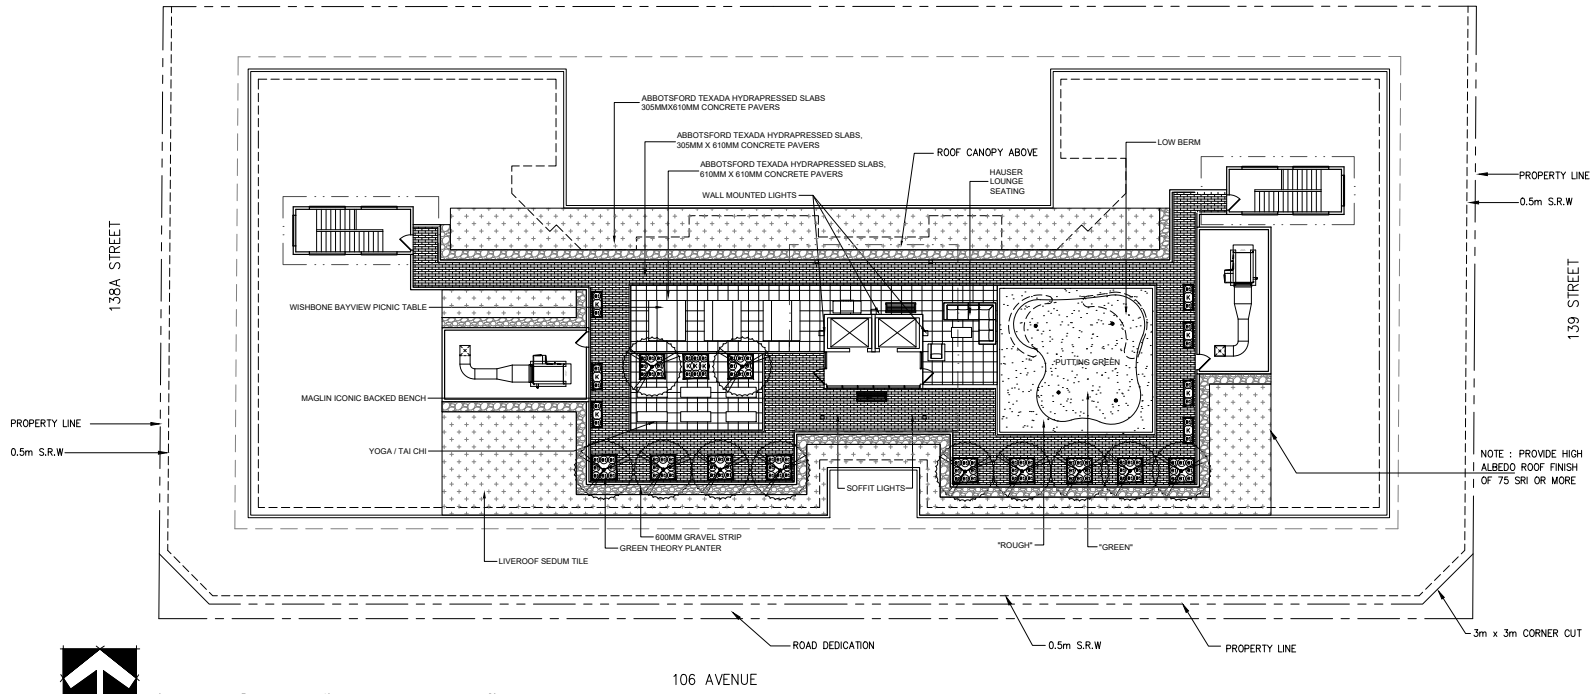 ABBOTSFORD TEXADA HYDRAPRESSED SLABS
305MMX610MM CONCRETE PAVERS
ABBOTSFORD TEXADA HYDRAPRESSED SLABS,
305MM X 610MM CONCRETE PAVERS
ABBOTSFORD TEXADA HYDRAPRESSED SLABS,
610MM X 610MM CONCRETE PAVERS
WALL MOUNTED LIGHTS
ROOF CANOPY ABOVE
HAUSER
LOUNGE
SEATING
LOW BERM
PROPERTY LINE
0.5m S.R.W
138A STREET
139 STREET
WISHBONE BAYVIEW PICNIC TABLE
PUTTING GREEN
MAGLIN ICONIC BACKED BENCH
PROPERTY LINE
0.5m S.R.W
YOGA / TAI CHI
NOTE : PROVIDE HIGH
ALBEDO ROOF FINISH
OF 75 SRI OR MORE
SOFFIT LIGHTS
600MM GRAVEL STRIP
GREEN THEORY PLANTER
LIVEROOF SEDUM TILE
"ROUGH"
"GREEN"
ROAD DEDICATION
0.5m S.R.W
PROPERTY LINE
3m x 3m CORNER CUT
106 AVENUE